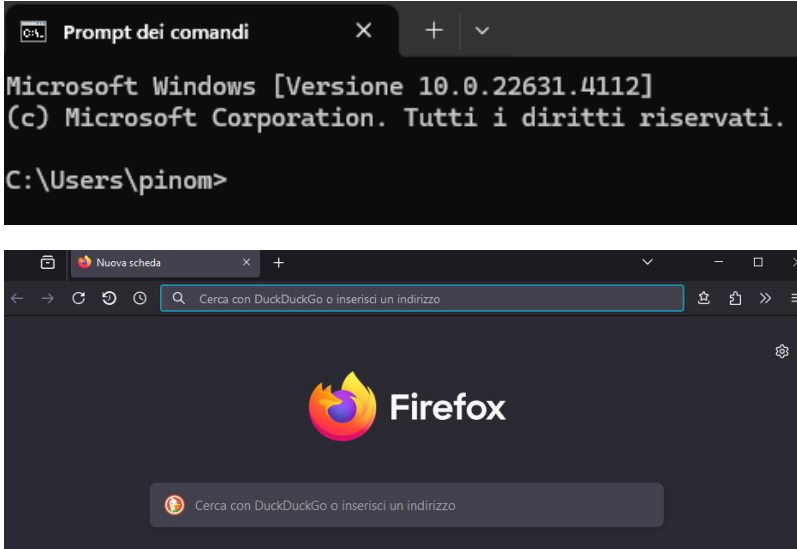 Prompt dei comandi
Microsoft Windows [Versione 10.0.22631.4112]
(c) Microsoft Corporation. Tutti i diritti riservati.
C:\Users\pinom>
Nuova scheda
Cerca con DuckDuckGo o inserisci un indirizzo
Firefox
Cerca con DuckDuckGo o inserisci un indirizzo